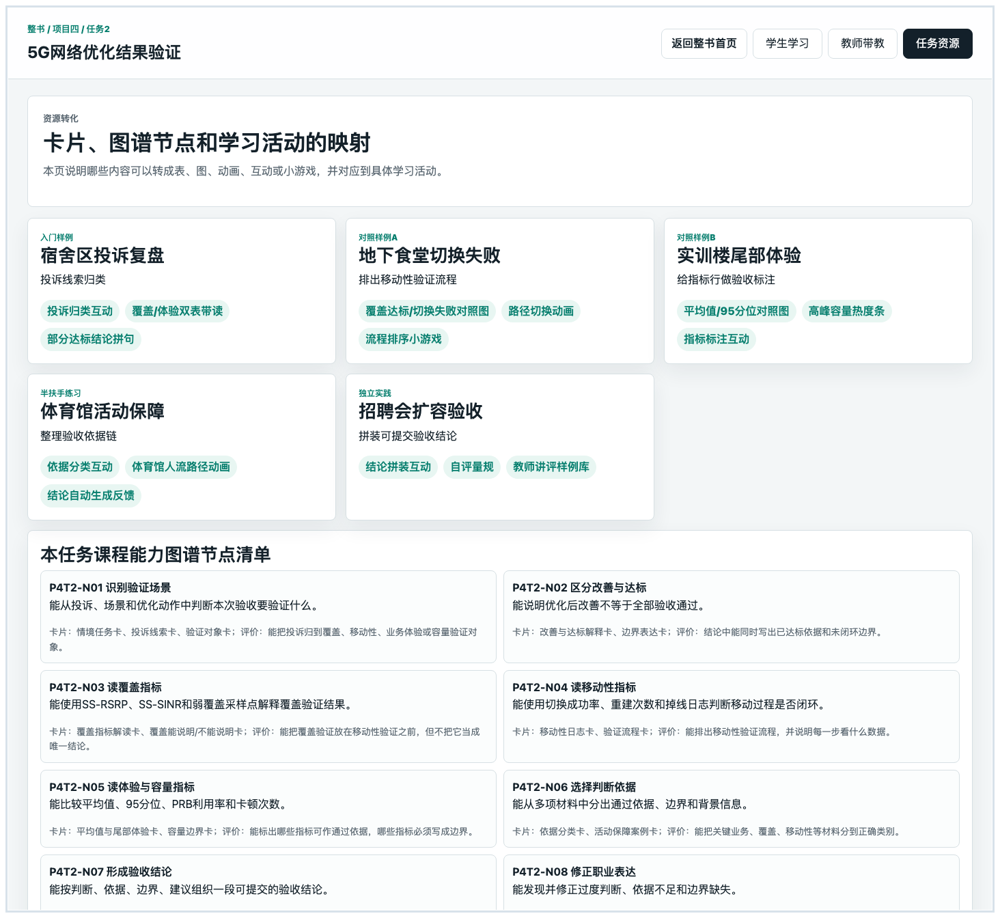 整书 / 项目四 / 任务2
5G网络优化结果验证
返回整书首页
学生学习
教师带教
任务资源
资源转化
卡片、图谱节点和学习活动的映射
本页说明哪些内容可以转成表、图、动画、互动或小游戏，并对应到具体学习活动。
入门样例
宿舍区投诉复盘
投诉线索归类
投诉归类互动
覆盖/体验双表带读
部分达标结论拼句
对照样例A
地下食堂切换失败
排出移动性验证流程
覆盖达标/切换失败对照图
路径切换动画
流程排序小游戏
对照样例B
实训楼尾部体验
给指标行做验收标注
平均值/95分位对照图
高峰容量热度条
指标标注互动
半扶手练习
体育馆活动保障
整理验收依据链
依据分类互动
体育馆人流路径动画
结论自动生成反馈
独立实践
招聘会扩容验收
拼装可提交验收结论
结论拼装互动
自评量规
教师讲评样例库
本任务课程能力图谱节点清单
P4T2-N01 识别验证场景
能从投诉、场景和优化动作中判断本次验收要验证什么。
卡片：情境任务卡、投诉线索卡、验证对象卡；评价：能把投诉归到覆盖、移动性、业务体验或容量验证对
象。
P4T2-N02 区分改善与达标
能说明优化后改善不等于全部验收通过。
卡片：改善与达标解释卡、边界表达卡；评价：结论中能同时写出已达标依据和未闭环边界。
P4T2-N03 读覆盖指标
能使用SS-RSRP、SS-SINR和弱覆盖采样点解释覆盖验证结果。
卡片：覆盖指标解读卡、覆盖能说明/不能说明卡；评价：能把覆盖验证放在移动性验证之前，但不把它当成
唯一结论。
P4T2-N04 读移动性指标
能使用切换成功率、重建次数和掉线日志判断移动过程是否闭环。
卡片：移动性日志卡、验证流程卡；评价：能排出移动性验证流程，并说明每一步看什么数据。
P4T2-N05 读体验与容量指标
能比较平均值、95分位、PRB利用率和卡顿次数。
卡片：平均值与尾部体验卡、容量边界卡；评价：能标出哪些指标可作通过依据，哪些指标必须写成边界。
P4T2-N06 选择判断依据
能从多项材料中分出通过依据、边界和背景信息。
卡片：依据分类卡、活动保障案例卡；评价：能把关键业务、覆盖、移动性等材料分到正确类别。
P4T2-N07 形成验收结论
能按判断、依据、边界、建议组织一段可提交的验收结论。
P4T2-N08 修正职业表达
能发现并修正过度判断、依据不足和边界缺失。